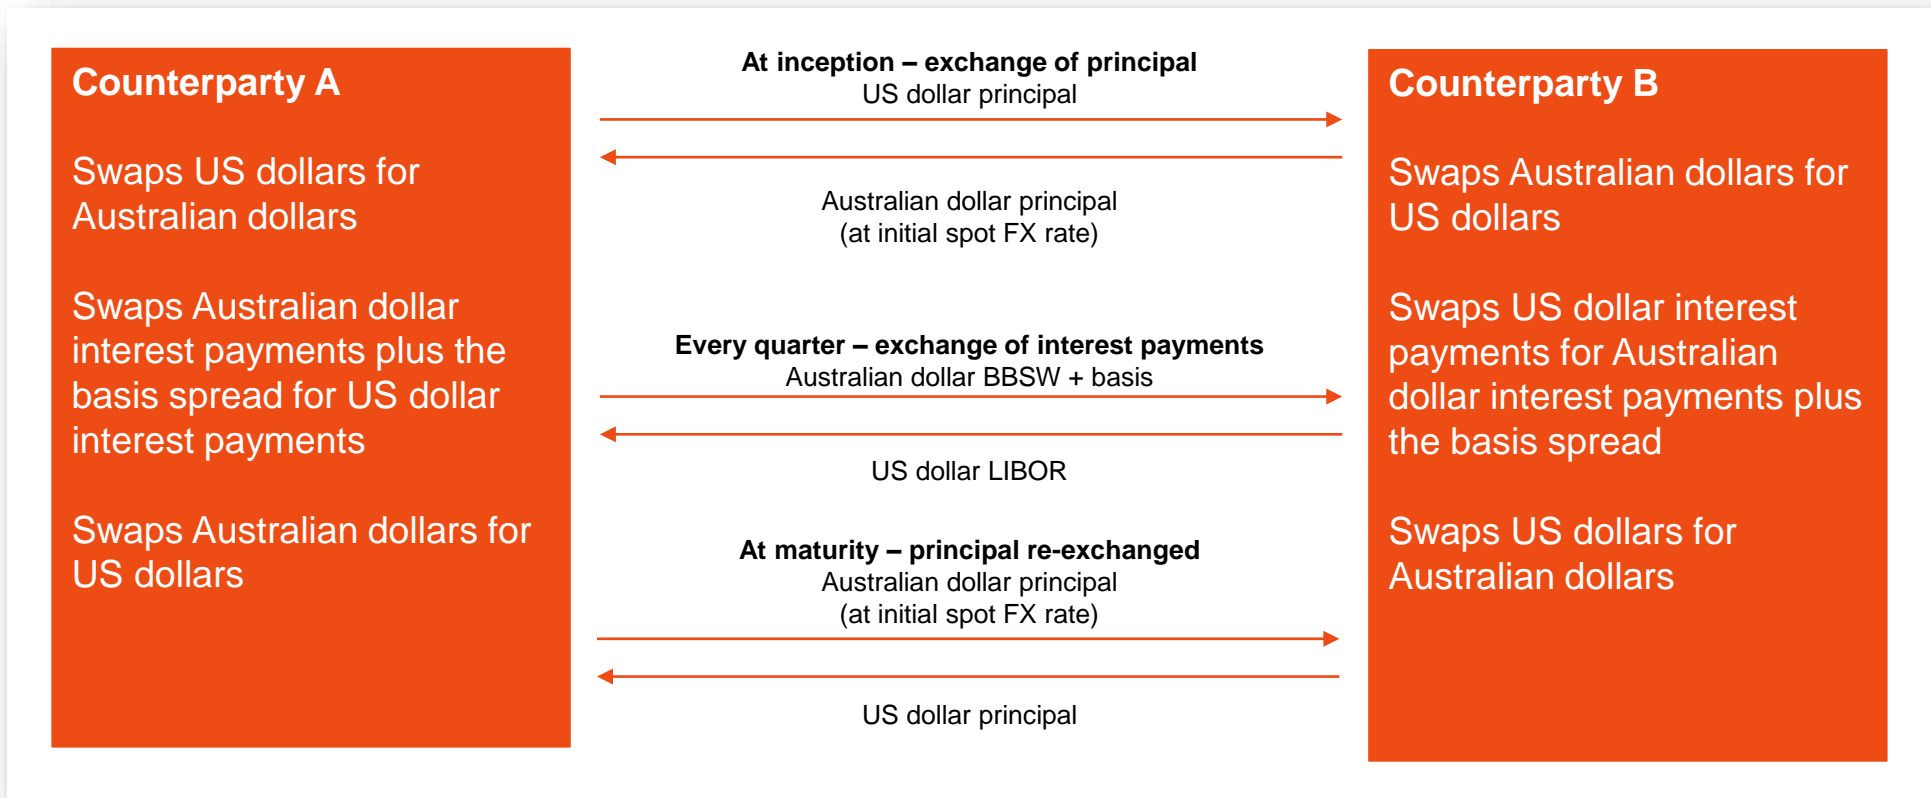 Counterparty A
Swaps US dollars for
Australian dollars
Swaps Australian dollar
interest payments plus the
basis spread for US dollar
interest payments
Swaps Australian dollars for
US dollars
At inception – exchange of principal
US dollar principal
Australian dollar principal
(at initial spot FX rate)
Every quarter – exchange of interest payments
Australian dollar BBSW + basis
US dollar LIBOR
At maturity – principal re-exchanged
Australian dollar principal
(at initial spot FX rate)
US dollar principal
Counterparty B
Swaps Australian dollars for
US dollars
Swaps US dollar interest
payments for Australian
dollar interest payments plus
the basis spread
Swaps US dollars for
Australian dollars